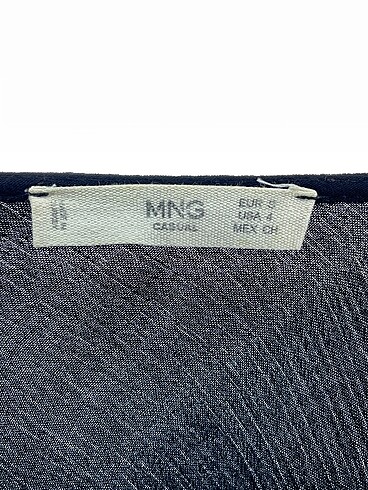 MNG
CASUAL
EUR S
USA 4
MEX CH